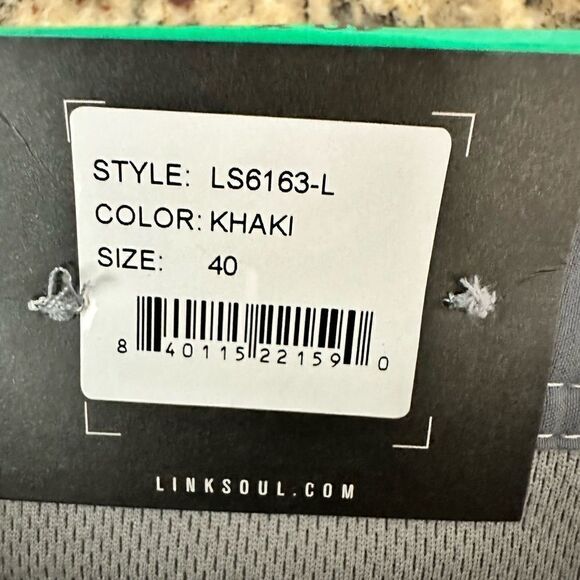 STYLE: LS6163-L
COLOR: KHAKI
SIZE: 40
8 40115 22159 0
LINKSOUL.COM